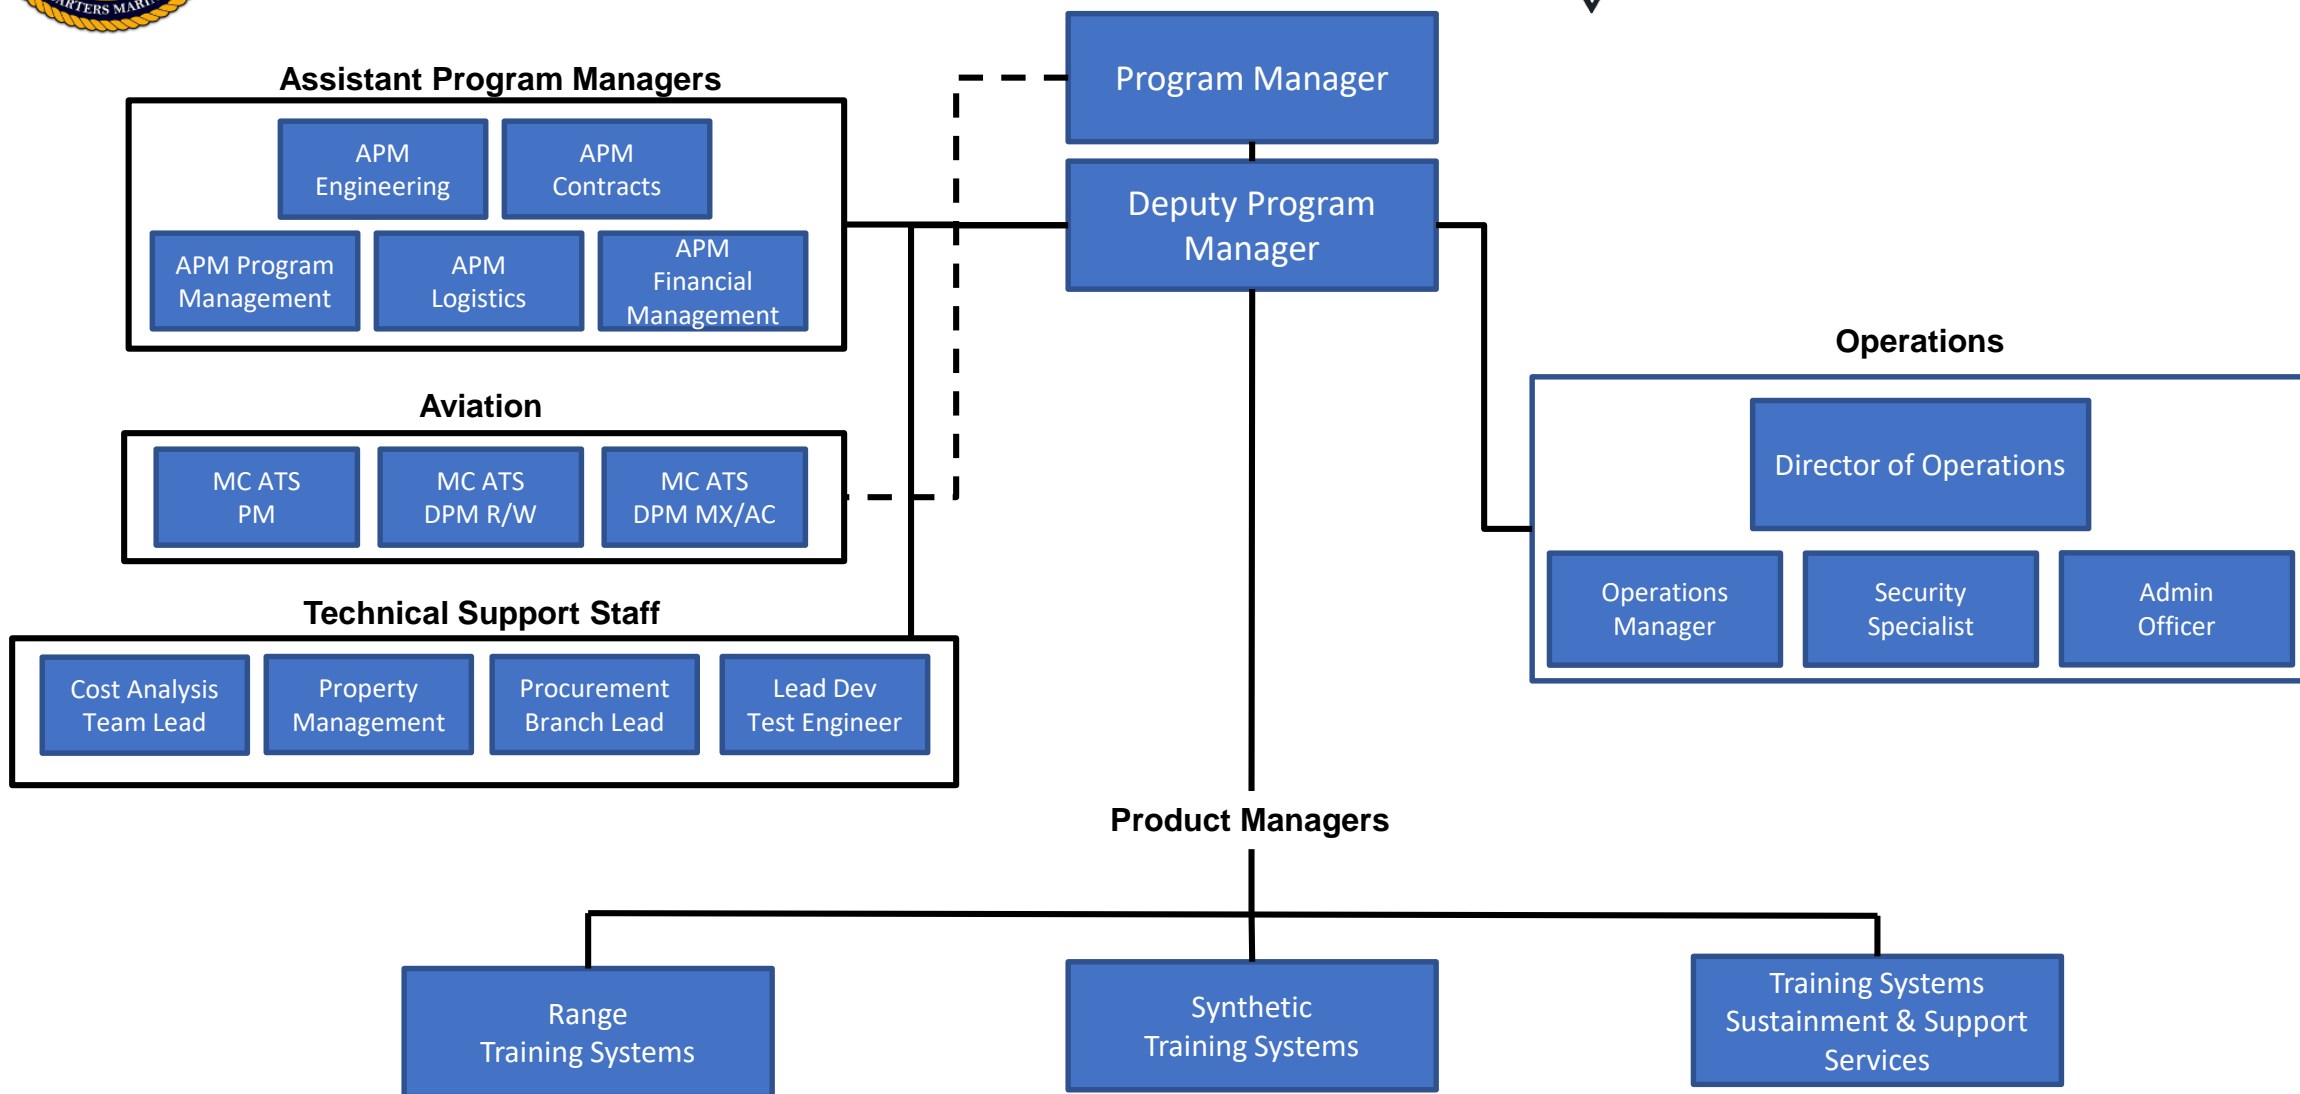 ARTERS MARIN
Program Manager
Assistant Program Managers
APM
Engineering
APM
Contracts
Deputy Program
Manager
APM Program
Management
APM
Logistics
APM
Financial
Management
Operations
Director of Operations
Aviation
MC ATS
PM
MC ATS
DPM R/W
MC ATS
DPM MX/AC
Operations
Manager
Security
Specialist
Admin
Officer
Technical Support Staff
Cost Analysis
Team Lead
Property
Management
Procurement
Branch Lead
Lead Dev
Test Engineer
Product Managers
Range
Training Systems
Synthetic
Training Systems
Training Systems
Sustainment & Support
Services